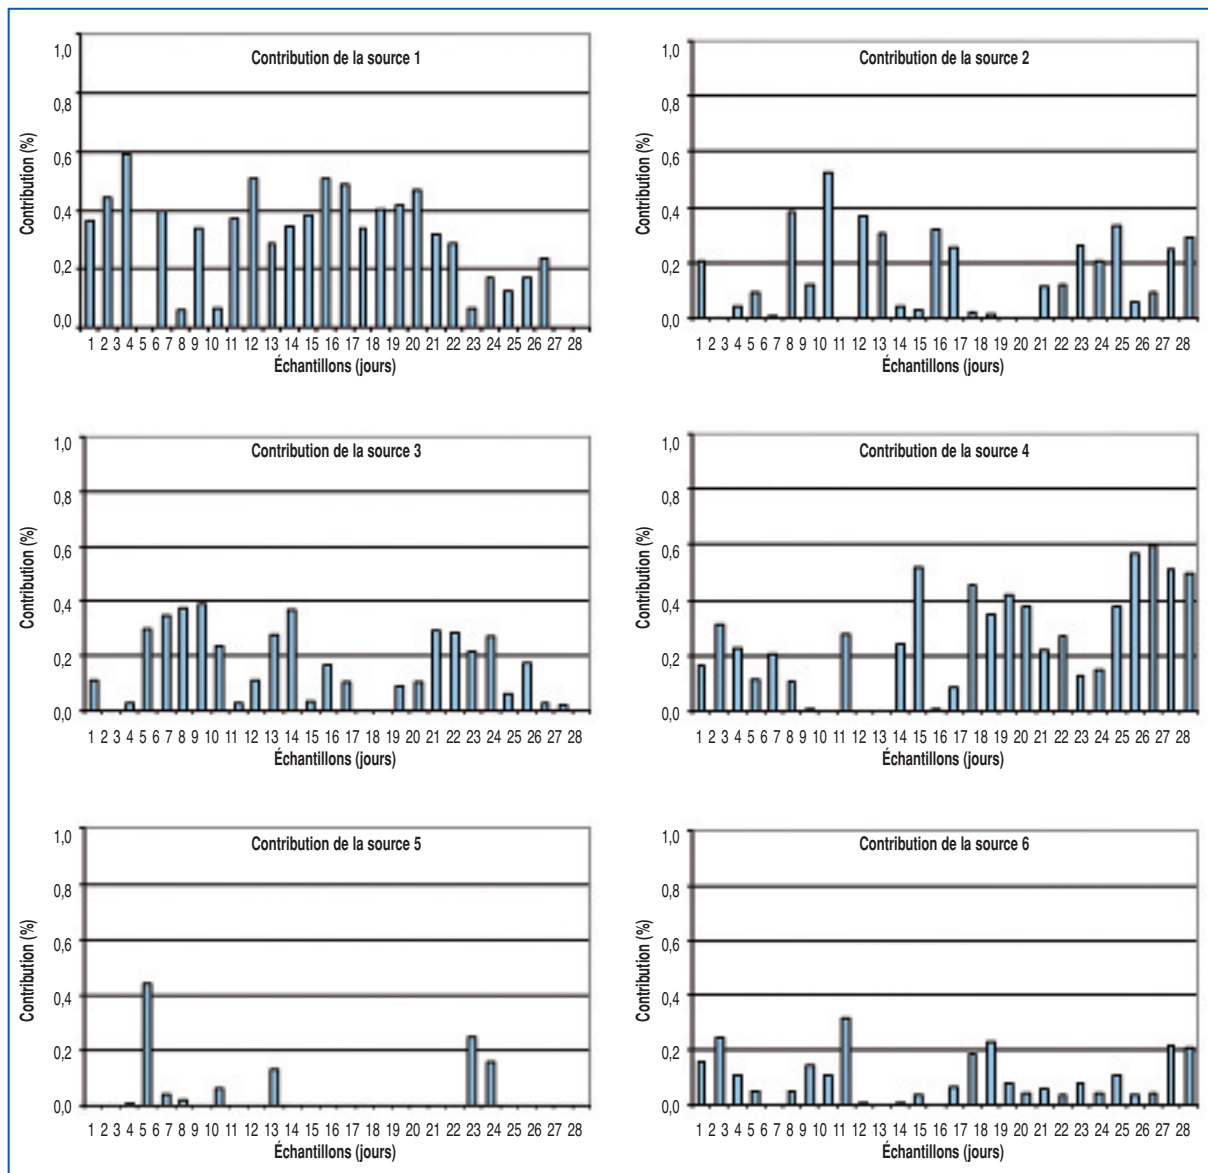 Contribution de la source 1
Contribution (%)
1,0
0,8
0,6
0,4
0,2
0,0
1 2 3 4 5 6 7 8 9 10 11 12 13 14 15 16 17 18 19 20 21 22 23 24 25 26 27 28
Échantillons (jours)
Contribution de la source 2
Contribution (%)
1,0
0,8
0,6
0,4
0,2
0,0
1 2 3 4 5 6 7 8 9 10 11 12 13 14 15 16 17 18 19 20 21 22 23 24 25 26 27 28
Échantillons (jours)
Contribution de la source 3
Contribution (%)
1,0
0,8
0,6
0,4
0,2
0,0
1 2 3 4 5 6 7 8 9 10 11 12 13 14 15 16 17 18 19 20 21 22 23 24 25 26 27 28
Échantillons (jours)
Contribution de la source 4
Contribution (%)
1,0
0,8
0,6
0,4
0,2
0,0
1 2 3 4 5 6 7 8 9 10 11 12 13 14 15 16 17 18 19 20 21 22 23 24 25 26 27 28
Échantillons (jours)
Contribution de la source 5
Contribution (%)
1,0
0,8
0,6
0,4
0,2
0,0
1 2 3 4 5 6 7 8 9 10 11 12 13 14 15 16 17 18 19 20 21 22 23 24 25 26 27 28
Échantillons (jours)
Contribution de la source 6
Contribution (%)
1,0
0,8
0,6
0,4
0,2
0,0
1 2 3 4 5 6 7 8 9 10 11 12 13 14 15 16 17 18 19 20 21 22 23 24 25 26 27 28
Échantillons (jours)